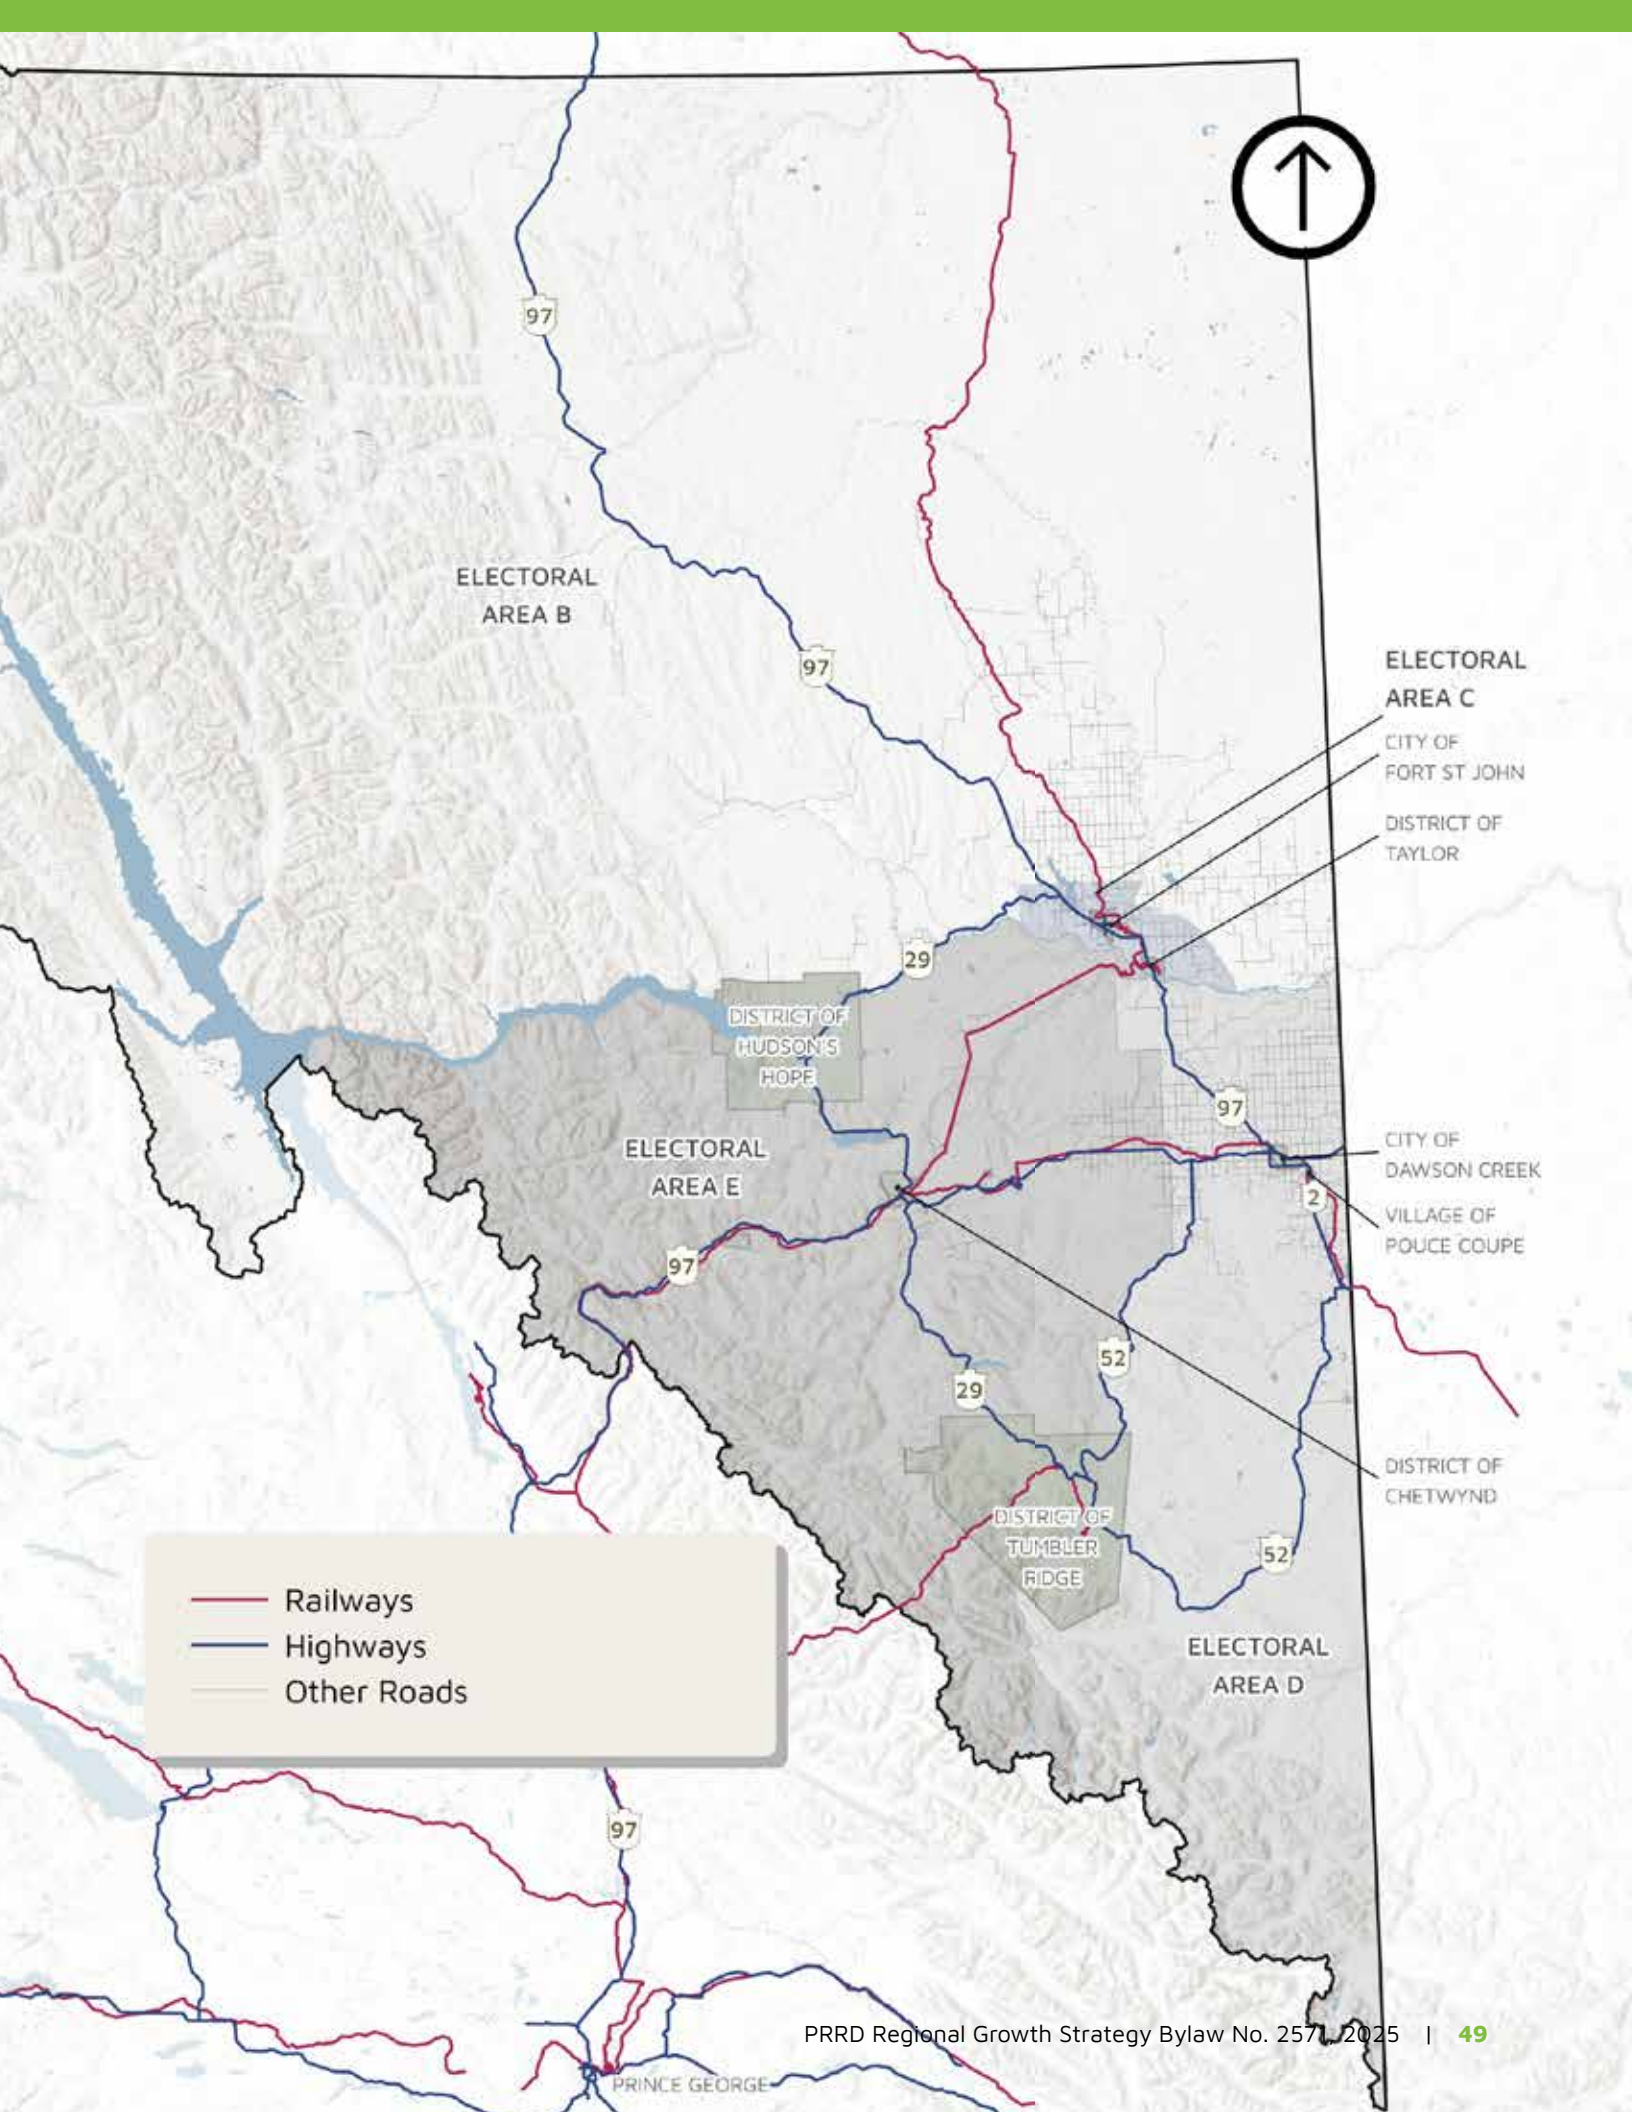 97
ELECTORAL
AREA B
97
ELECTORAL
AREA C
CITY OF
FORT ST JOHN
DISTRICT OF
TAYLOR
29
DISTRICT OF
HUDSON'S
HOPE
97
ELECTORAL
AREA E
CITY OF
DAWSON CREEK
2
VILLAGE OF
POUCE COUPE
97
52
29
DISTRICT OF
CHETWYND
DISTRICT OF
TUMBLER
RIDGE
52
ELECTORAL
AREA D
Railways
Highways
Other Roads
97
PRINCE GEORGE
PRRD Regional Growth Strategy Bylaw No. 2025 | 49